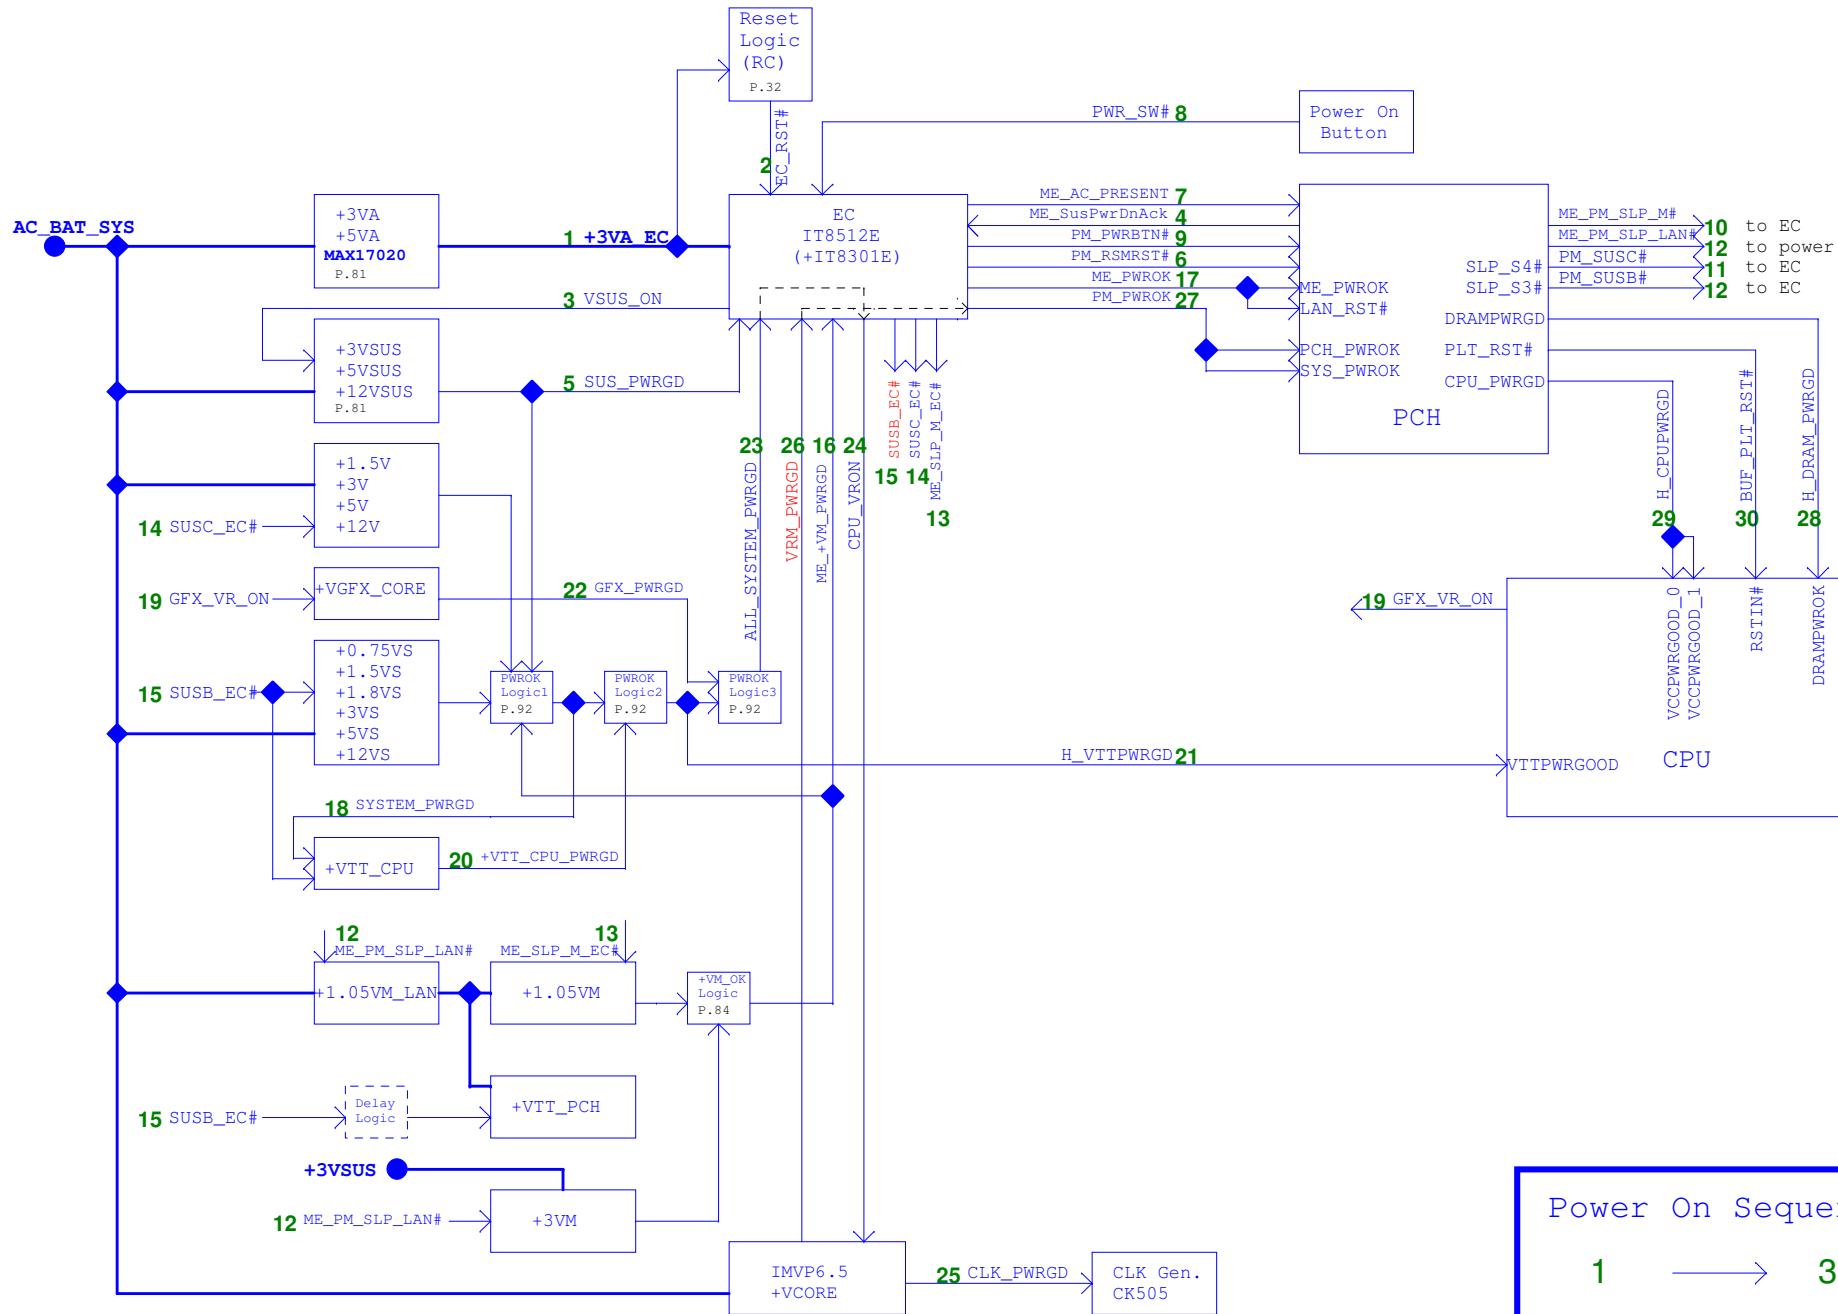 Reset
Logic
(RC)
P.32
EC_RST#
2
PWR_SW# 8
Power On
Button
AC_BAT_SYS
+3VA
+5VA
MAX17020
P.81
1 +3VA_EC
EC
IT8512E
(+IT8301E)
ME_AC_PRESENT 7
ME_SusPwrDnAck 4
PM_PWRBTN# 9
PM_RSMRST# 6
ME_PWROK 17
PM_PWROK 27
ME_PWROK
LAN_RST#
PCH_PWROK
SYS_PWROK
SLP_S4#
SLP_S3#
DRAMPWRGD
PLT_RST#
CPU_PWRGD
PCH
ME_PM_SLP_M# 10 to EC
ME_PM_SLP_LAN# 12 to power
PM_SUSC# 11 to EC
PM_SUSB# 12 to EC
3 VSUS_ON
+3VSUS
+5VSUS
+12VSUS
P.81
5 SUS_PWRGD
23 ALL_SYSTEM_PWRGD
26 VRM_PWRGD
16 ME_+VM_PWRGD
24 CPU_VRON
15 SUSB_EC#
14 SUSC_EC#
13 ME_SLP_M_EC#
29 H_CPUPWRGD
30 BUF_PLT_RST#
28 H_DRAM_PWRGD
+1.5V
+3V
+5V
+12V
14 SUSC_EC#
19 GFX_VR_ON
+VGFX_CORE
22 GFX_PWRGD
19 GFX_VR_ON
VCCPWRGOOD_0
VCCPWRGOOD_1
RSTIN#
DRAMPWROK
+0.75VS
+1.5VS
+1.8VS
+3VS
+5VS
+12VS
15 SUSB_EC#
PWROK
Logic1
P.92
PWROK
Logic2
P.92
PWROK
Logic3
P.92
H_VTTPWRGD 21
VTTPWRGOOD
CPU
18 SYSTEM_PWRGD
+VTT_CPU
20 +VTT_CPU_PWRGD
12
ME_PM_SLP_LAN#
13
ME_SLP_M_EC#
+1.05VM_LAN
+1.05VM
+VM_OK
Logic
P.84
15 SUSB_EC#
Delay
Logic
+VTT_PCH
+3VSUS
12 ME_PM_SLP_LAN#
+3VM
IMVP6.5
+VCORE
25 CLK_PWRGD
CLK Gen.
CK505
Power On
1 3